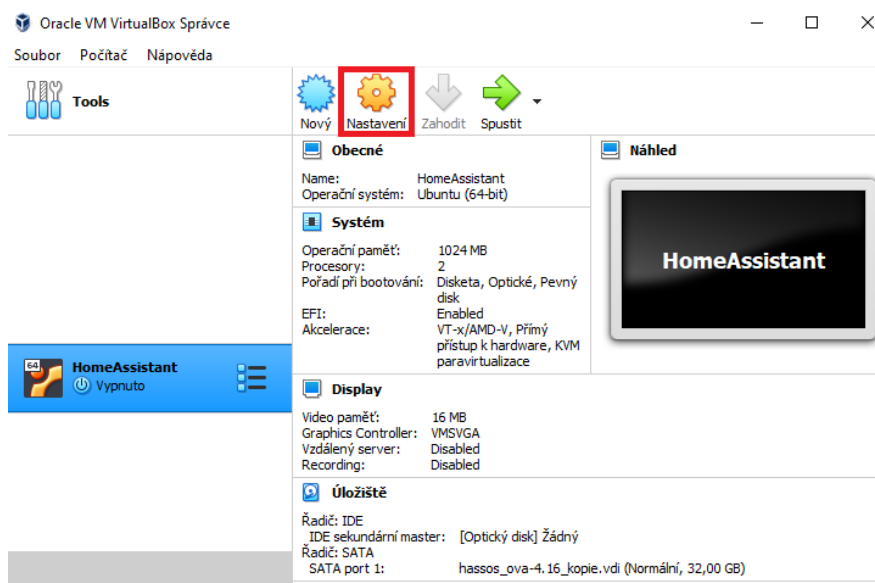 Oracle VM VirtualBox Správce
Soubor Počítač Nápověda
Tools
Nový Nastavení Zahodit Spustit
Obecné
Name: HomeAssistant
Operační systém: Ubuntu (64-bit)
Náhled
HomeAssistant
Systém
Operační paměť: 1024 MB
Procesory: 2
Pořadí při bootování: Disketa, Optické, Pevný
disk
EFI: Enabled
Akcelerace: VT-x/AMD-V, Přímý
přístup k hardware, KVM
paravirtualizace
64
HomeAssistant
Vypnuto
Display
Video paměť: 16 MB
Graphics Controller: VMSVGA
Vzdálený server: Disabled
Recording: Disabled
Úložiště
Řadič: IDE
IDE sekundární master: [Optický disk] Žádný
Řadič: SATA
SATA port 1: hassos_ova-4.16_kopie.vdi (Normální, 32,00 GB)